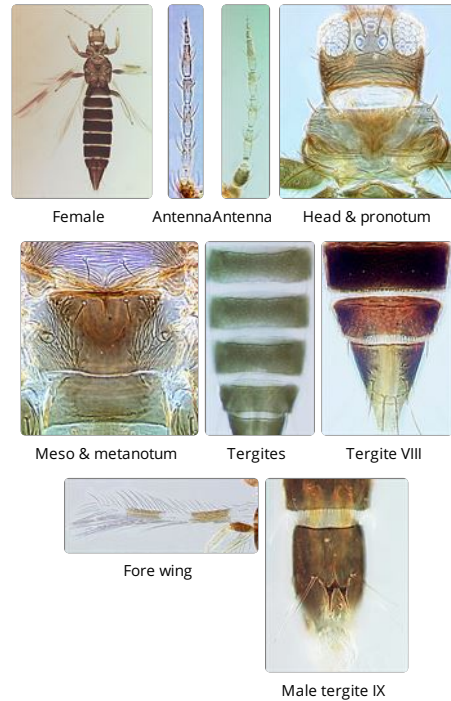 Female
Antenna
Antenna
Head & pronotum
Meso & metanotum
Tergites
Tergite VIII
Fore wing
Male tergite IX